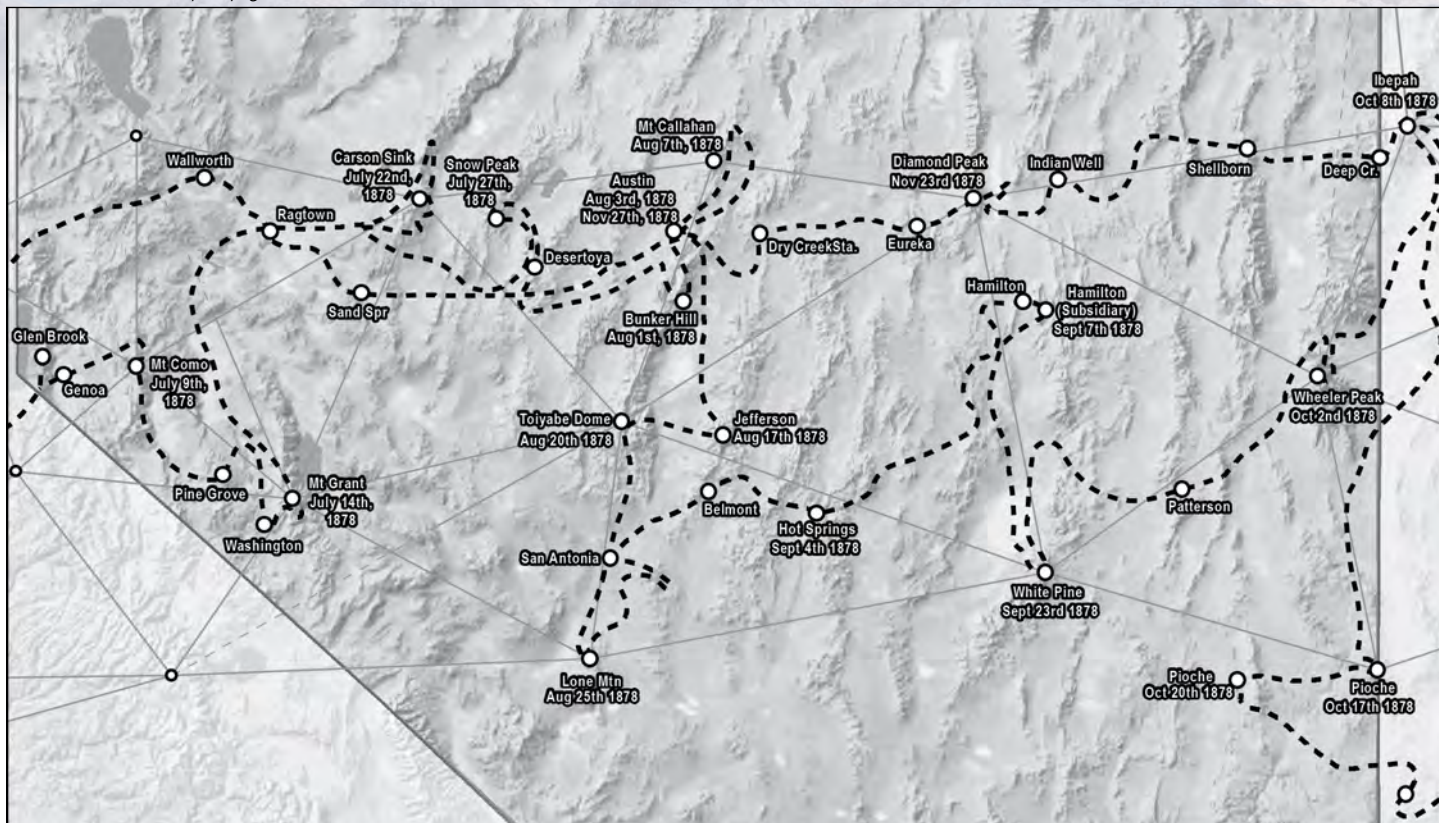 Ibepah
Oct 8th 1878
Mt Callahan
Aug 7th, 1878
Wallworth
Carson Sink
July 22nd,
1878
Snow Peak
July 27th,
1878
Austin
Aug 3rd, 1878
Nov 27th, 1878
Diamond Peak
Nov 23rd 1878
Indian Well
Shellborn
Deep Cr.
Ragtown
Desertoya
Dry CreekSta.
Eureka
Sand Spr
Bunker Hill
Aug 1st, 1878
Hamilton
Hamilton
(Subsidiary)
Sept 7th 1878
Glen Brook
Genoa
Mt Como
July 9th,
1878
Toiyabe Dome
Aug 20th 1878
Jefferson
Aug 17th 1878
Wheeler Peak
Oct 2nd 1878
Pine Grove
Mt Grant
July 14th,
1878
Washington
Belmont
Hot Springs
Sept 4th 1878
Patterson
San Antonia
White Pine
Sept 23rd 1878
Lone Mtn
Aug 25th 1878
Pioche
Oct 20th 1878
Pioche
Oct 17th 1878